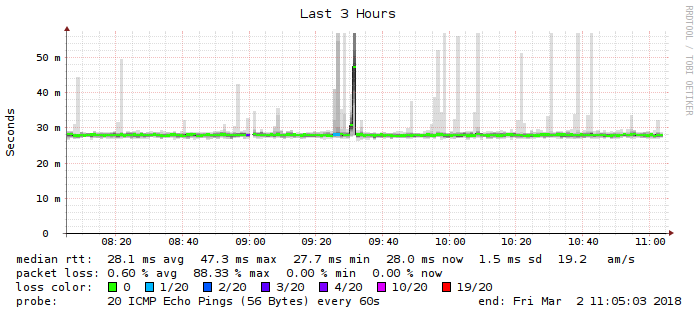 Last 3 Hours
RRDTOOL / TOBI OETIKER
Seconds
50 m
40 m
30 m
20 m
10 m
0
08:20 08:40 09:00 09:20 09:40 10:00 10:20 10:40 11:00
median rtt: 28.1 ms avg 47.3 ms max 27.7 ms min 28.0 ms now 1.5 ms sd 19.2 am/s
packet loss: 0.60 % avg 88.33 % max 0.00 % min 0.00 % now
loss color: 0 1/20 2/20 3/20 4/20 10/20 19/20
probe: 20 ICMP Echo Pings (56 Bytes) every 60s end: Fri Mar 2 11:05:03 2018